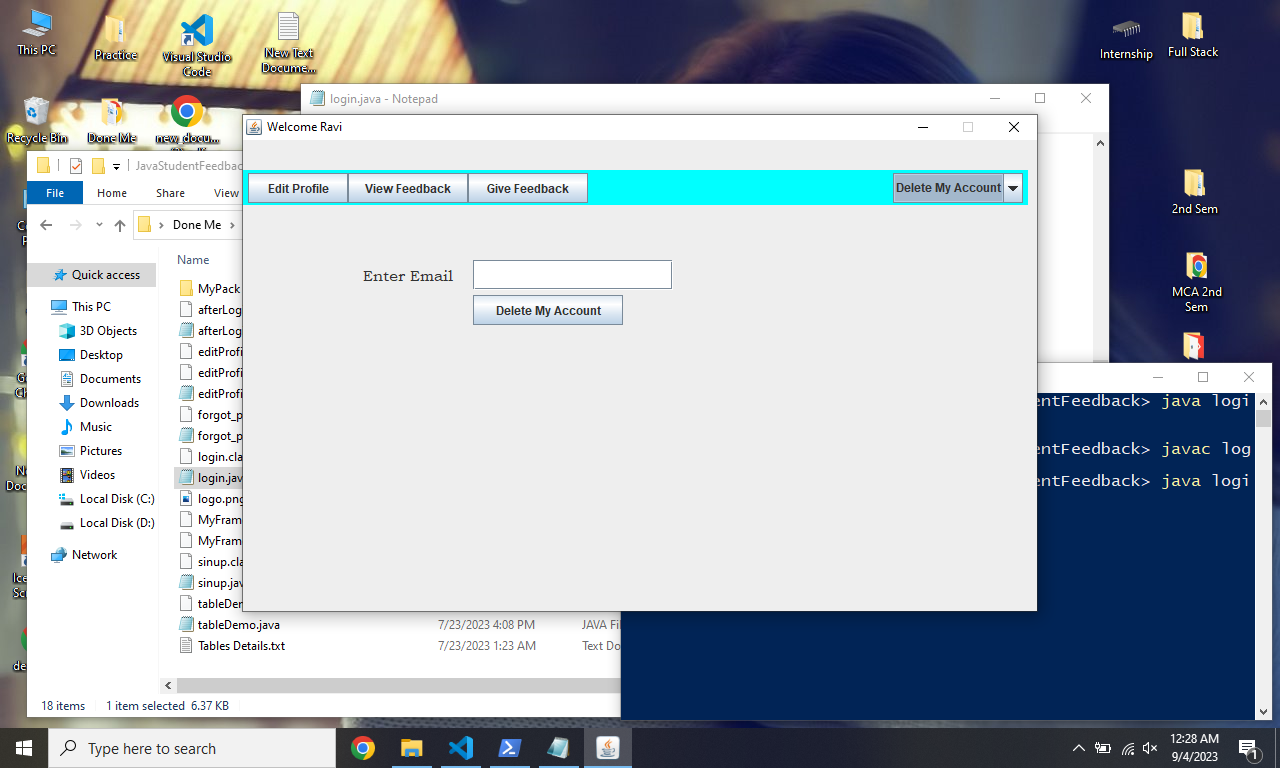 This PC
Practice
Visual Studio
Code
New Text
Docume...
Internship
Full Stack
Recycle Bin
Done Me
new_docu...
login.java - Notepad
Welcome Ravi
Edit Profile
View Feedback
Give Feedback
Delete My Account
Enter Email
Delete My Account
JavaStudentFeedbac
File
Home
Share
View
Done Me
Name
Quick access
This PC
3D Objects
Desktop
Documents
Downloads
Music
Pictures
Videos
Local Disk (C:)
Local Disk (D:)
Network
MyPack
afterLog
afterLog
editProfi
editProfi
editProfi
forgot_p
forgot_p
login.cla
login.jav
logo.png
MyFram
MyFram
sinup.cla
sinup.jav
tableDem
tableDemo.java 7/23/2023 4:08 PM JAVA Fil
Tables Details.txt 7/23/2023 1:23 AM Text Do
18 items 1 item selected 6.37 KB
2nd Sem
MCA 2nd
Sem
entFeedback> java logi
entFeedback> javac log
entFeedback> java logi
Type here to search
12:28 AM
9/4/2023
1